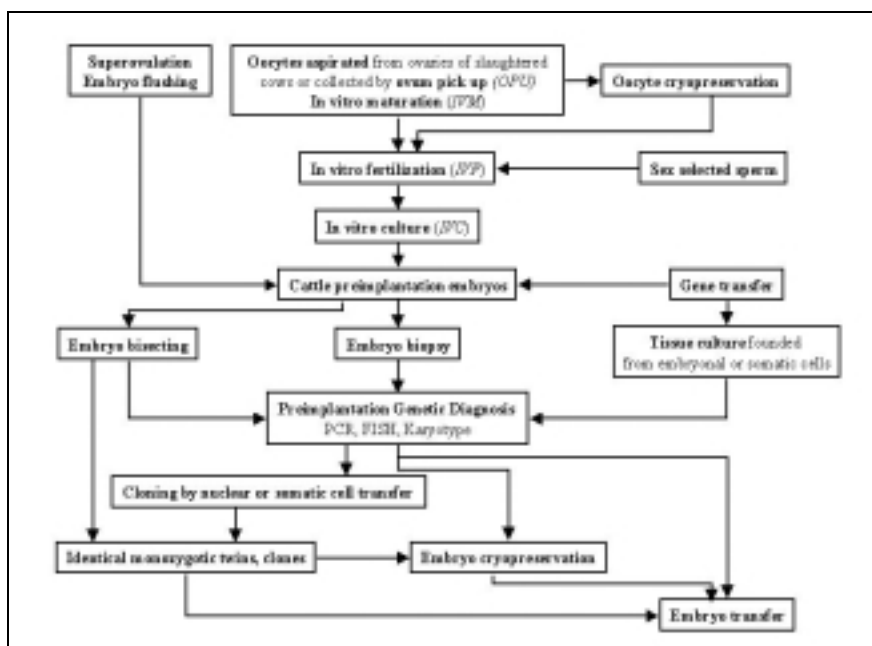 Superovulation
Embryo flushing
Oocytes aspirated from ovaries of slaughtered
cows or collected by ovum pick up (OPU)
In vitro maturation (IVM)
Oocyte cryopreservation
In vitro fertilization (IVF)
Sex selected sperm
In vitro culture (IVC)
Cattle preimplantation embryos
Gene transfer
Embryo bisecting
Embryo biopsy
Tissue culture founded
from embryonal or somatic cells
Preimplantation Genetic Diagnosis
PCR, FISH, Karyotype
Cloning by nuclear or somatic cell transfer
Identical monozygotic twins, clones
Embryo cryopreservation
Embryo transfer